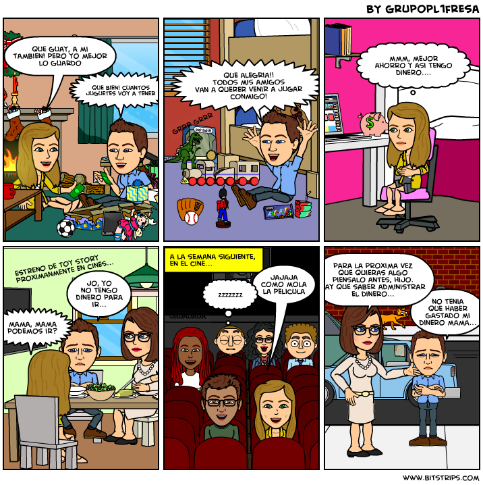 BY GRUPOPL1FRESA
QUE GUAY, A MI
TAMBIEN! PERO YO MEJOR
LO GUARDO
QUE BIEN! CUANTOS
JUGUETES VOY A TENER
QUE ALEGRIA!!
TODOS MIS AMIGOS
VAN A QUERER VENIR A JUGAR
CONMIGO!
GRRR GRRR
MMM, MEJOR
AHORRO Y ASI TENGO
DINERO....
ESTRENO DE TOY STORY
PROXIMAMENTE EN CINES...
JO, YO
NO TENGO
DINERO PARA
IR...
MAMA, MAMA
PODEMOS IR?
A LA SEMANA SIGUIENTE,
EN EL CINE...
ZZZZZZZ
JAJAJA
COMO MOLA
LA PELICULA
PARA LA PROXIMA VEZ
QUE QUIERAS ALGO
PIENSALO ANTES, HIJO.
AY QUE SABER ADMINISTRAR
EL DINERO...
NO TENIA
QUE HABER
GASTADO MI
DINERO MAMA...
WWW.BITSTRIPS.COM